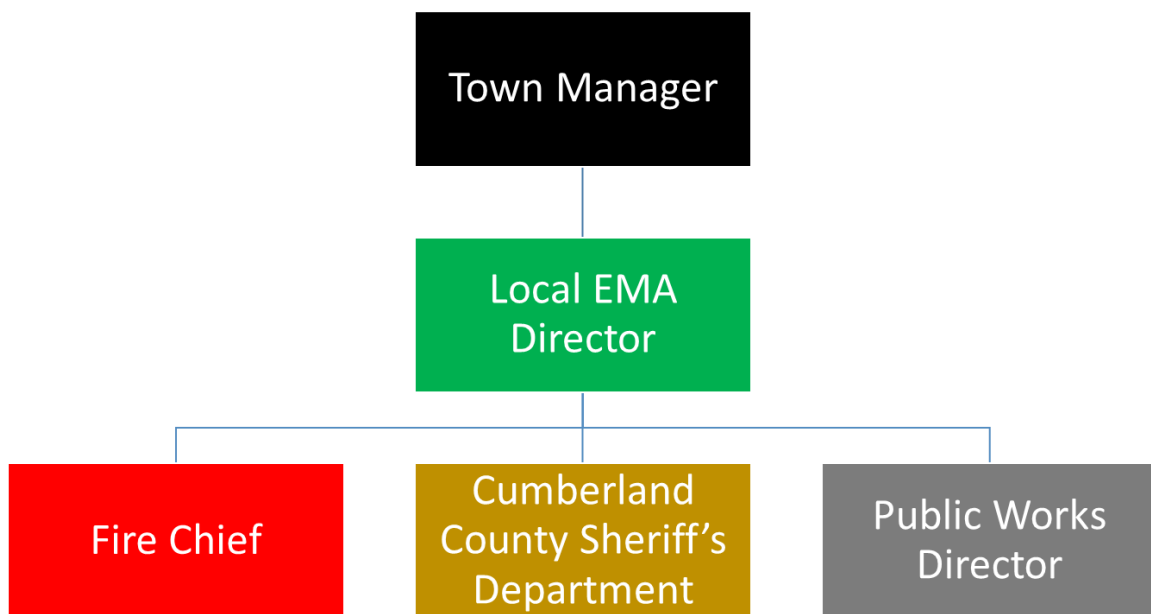 Town Manager
Local EMA
Director
Fire Chief
Cumberland
County Sheriff’s
Department
Public Works
Director